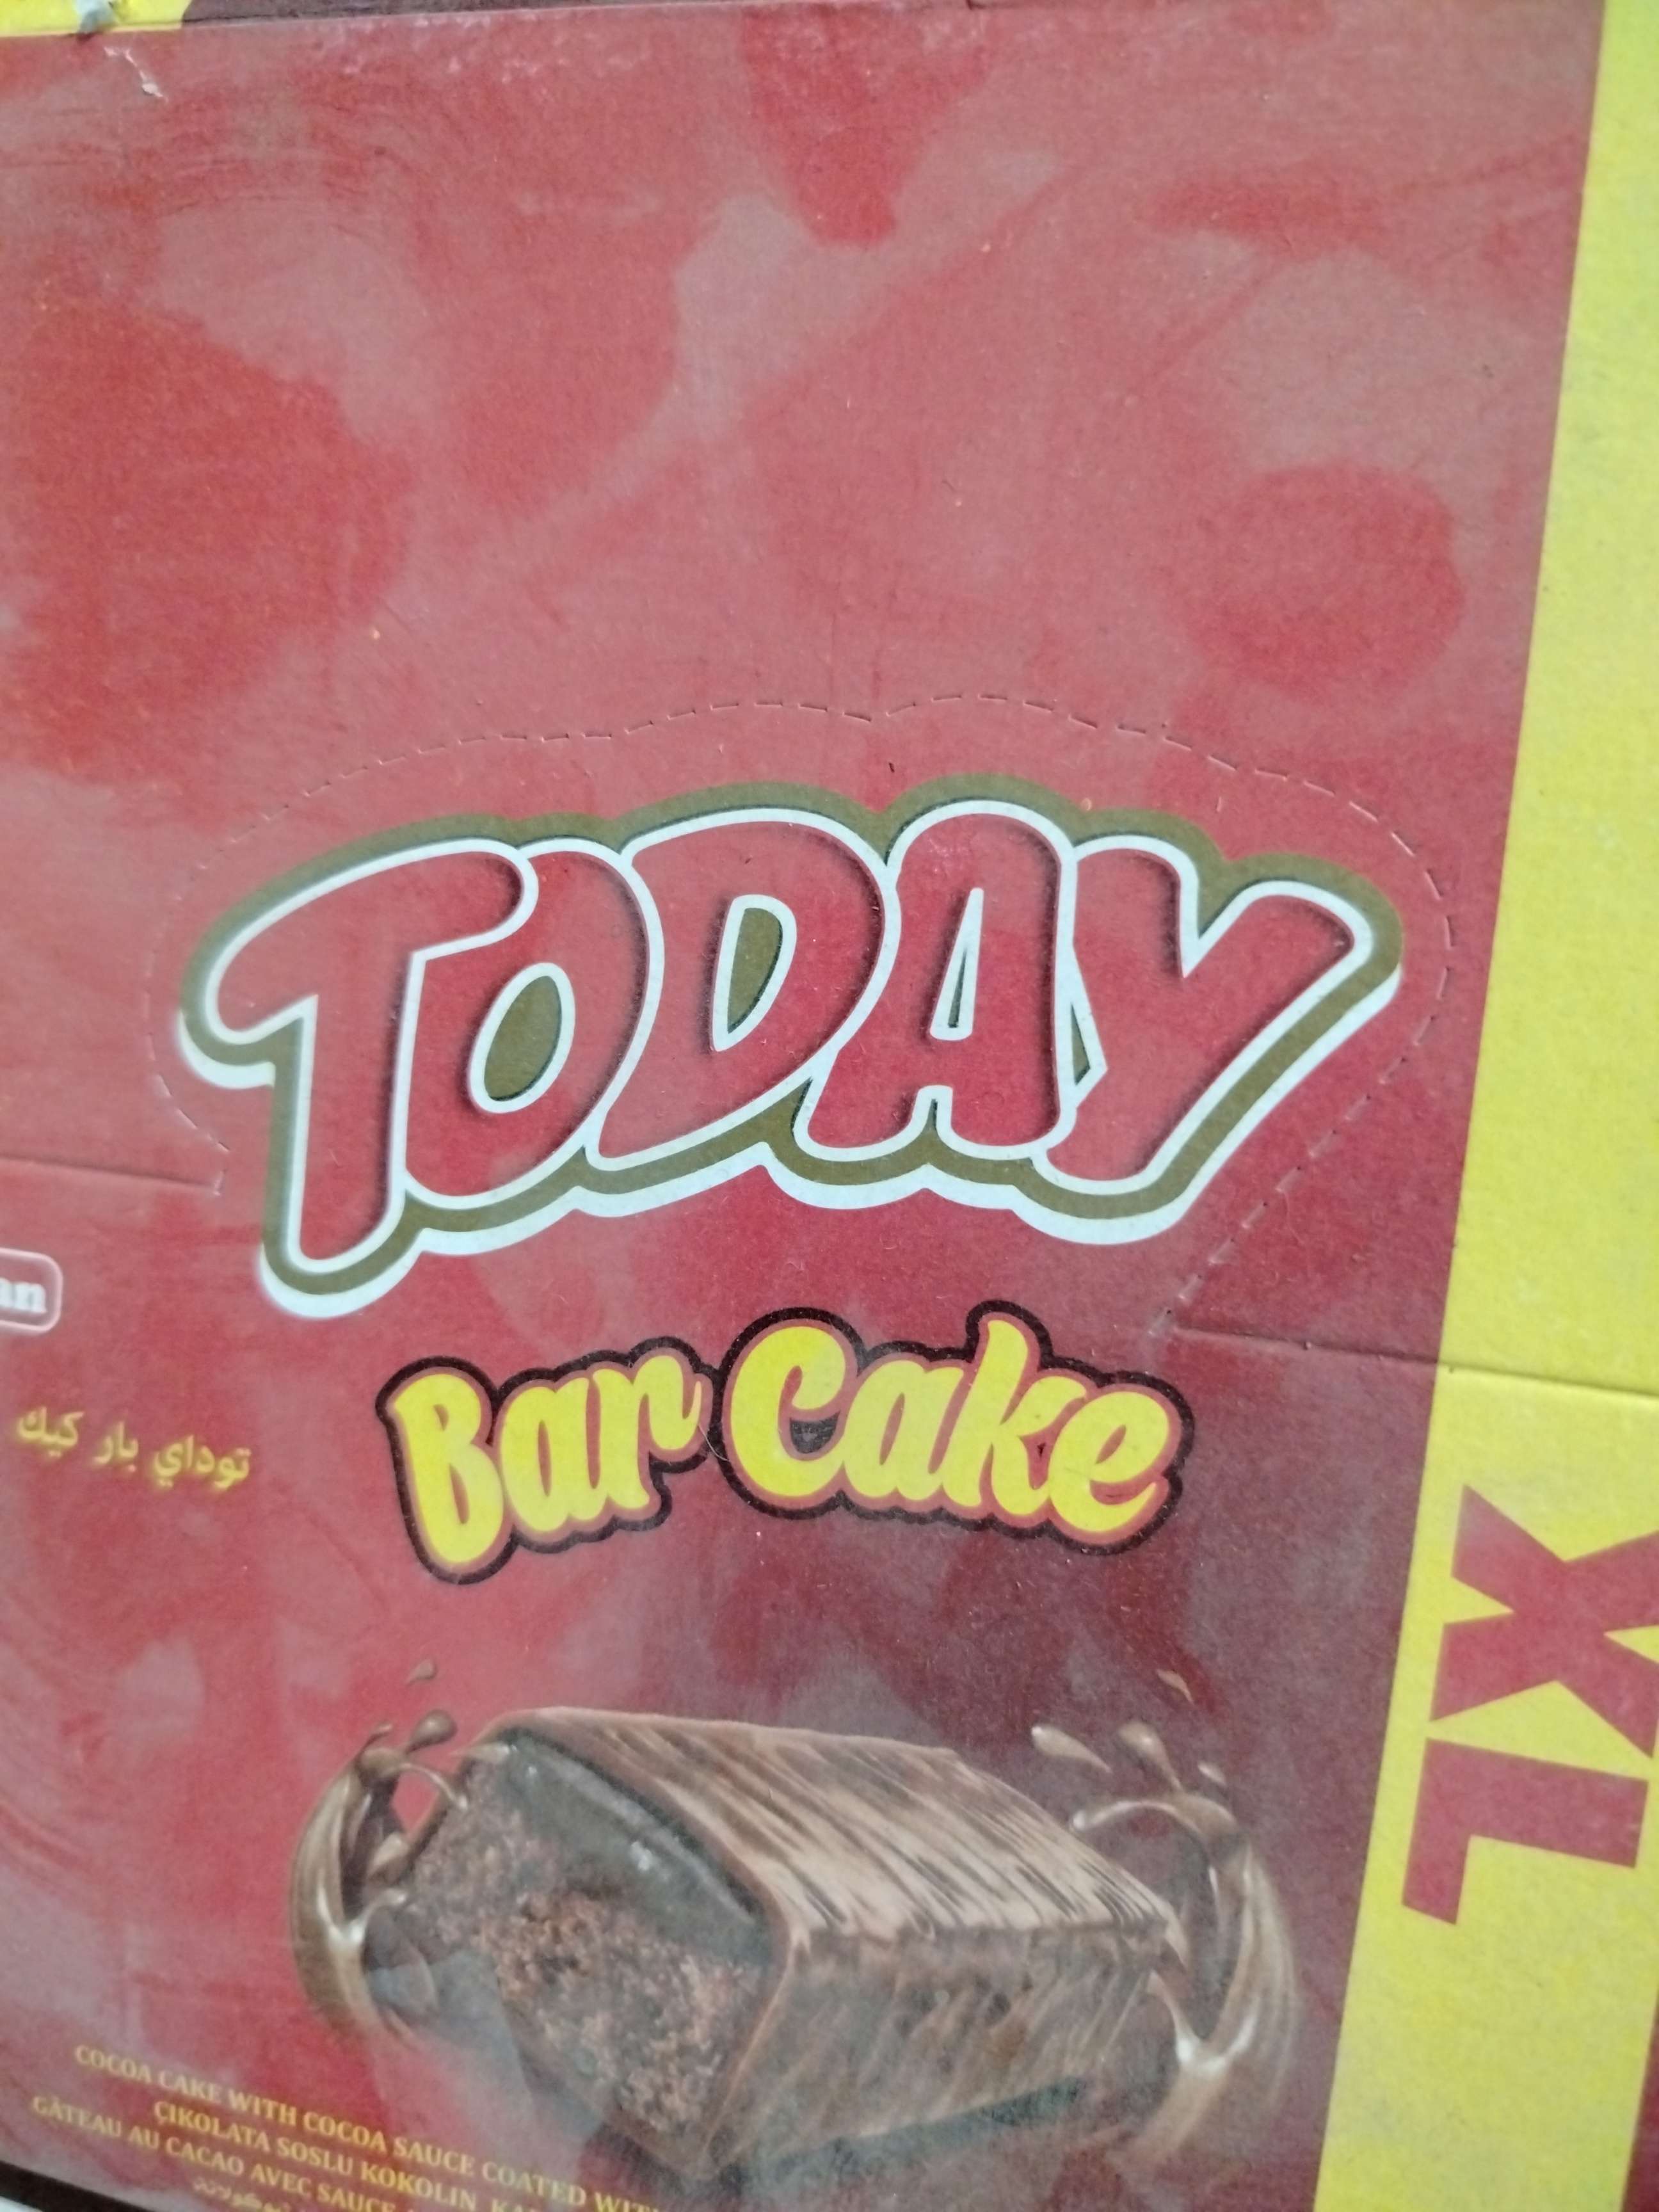 TODAY
an
Bar Cake
توداي بار كيك
XL
COCOA CAKE WITH COCOA SAUCE COATED WITH
ÇIKOLATA SOSLU KOKOLIN
GÂTEAU AU CACAO AVEC SAUCE